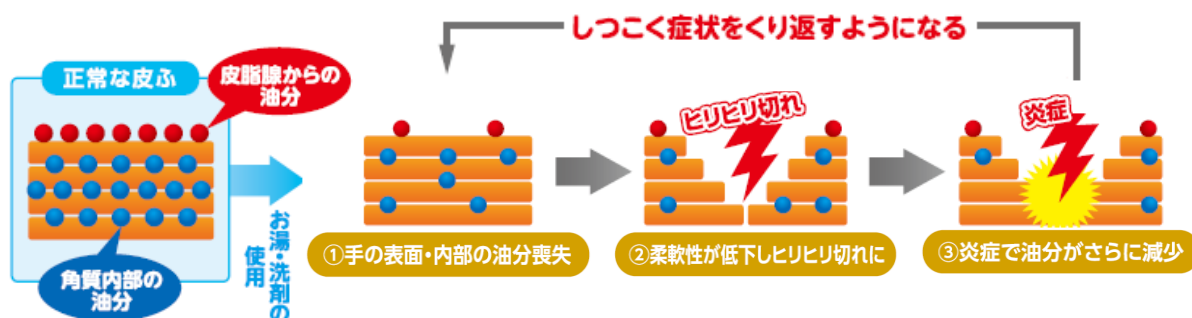 しつこく症状をくり返すようになる
正常な皮ふ
皮脂腺からの
油分
角質内部の
油分
お湯・洗剤の
使用
①手の表面・内部の油分喪失
ヒリヒリ切れ
②柔軟性が低下しヒリヒリ切れに
炎症
③炎症で油分がさらに減少